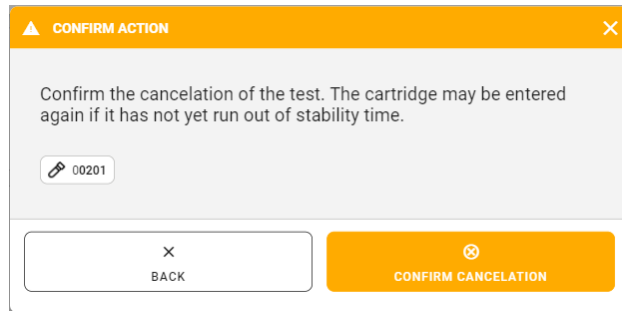 CONFIRM ACTION
Confirm the cancelation of the test. The cartridge may be entered
again if it has not yet run out of stability time.
00201
BACK
CONFIRM CANCELATION